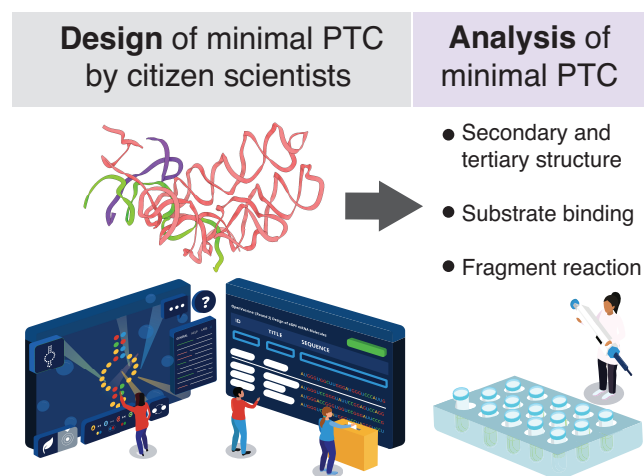 Design of minimal PTC
by citizen scientists
Analysis of
minimal PTC
● Secondary and
tertiary structure
● Substrate binding
● Fragment reaction
?
ID
TITLE
SEQUENCE